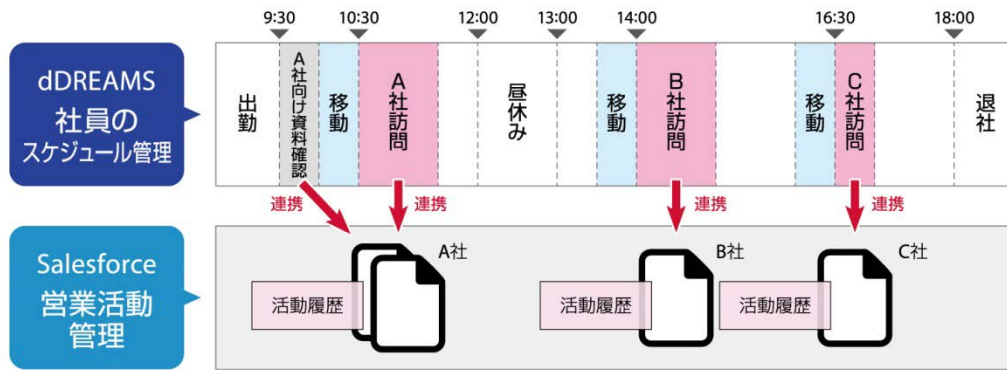 9:30
10:30
12:00
13:00
14:00
16:30
18:00
dDREAMS
社員の
スケジュール管理
出勤
A社向け資料確認
移動
A社訪問
昼休み
移動
B社訪問
移動
C社訪問
退社
連携
連携
連携
連携
Salesforce
営業活動
管理
A社
活動履歴
B社
活動履歴
C社
活動履歴